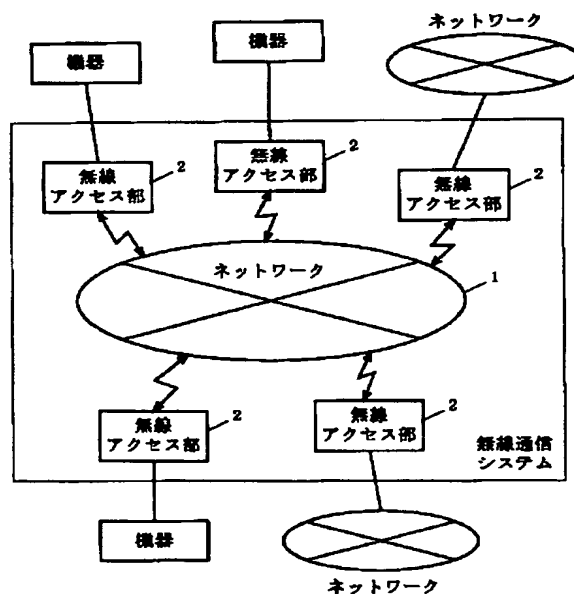 ネットワーク
機器
機器
無線
アクセス部
2
無線
アクセス部
2
無線
アクセス部
2
ネットワーク
1
無線
アクセス部
2
無線
アクセス部
2
無線通信
システム
機器
ネットワーク